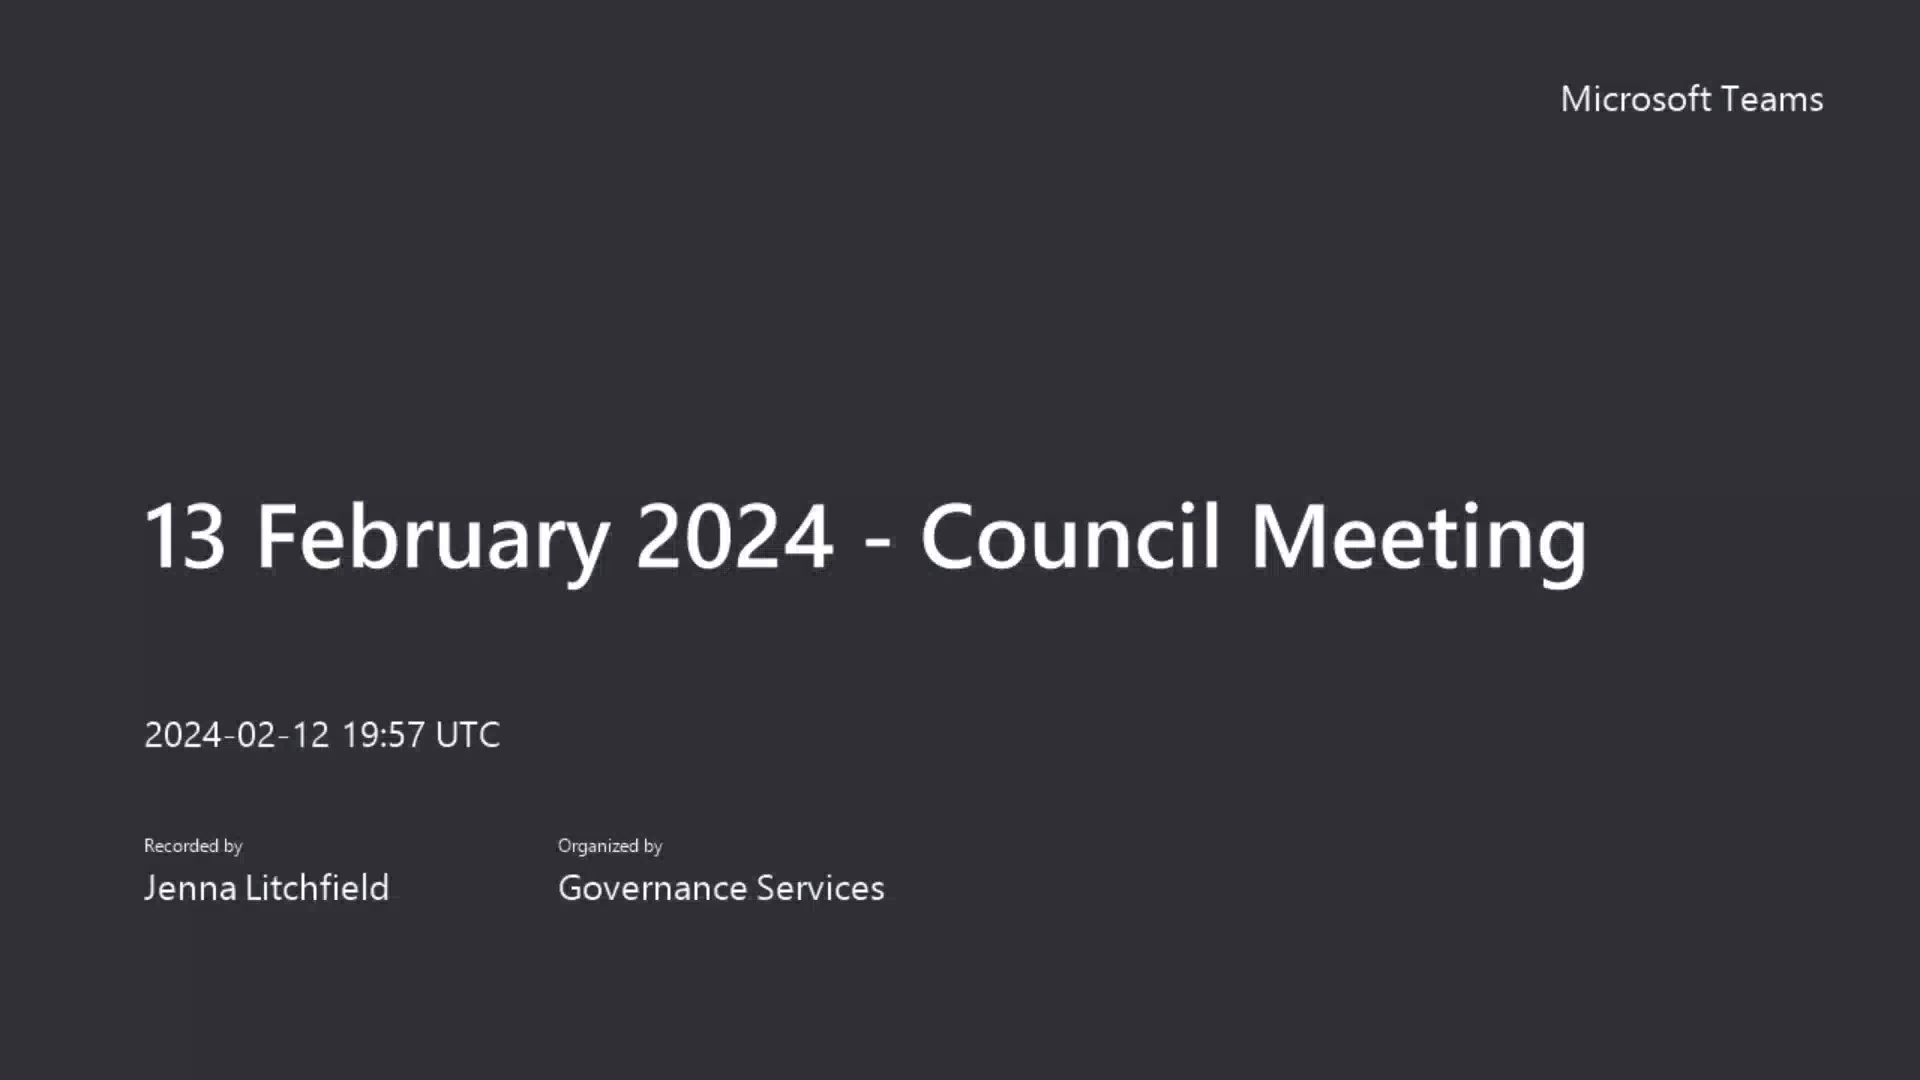 Microsoft Teams
13 February 2024 - Council Meeting
2024-02-12 19:57 UTC
Recorded by
Jenna Litchfield
Organized by
Governance Services